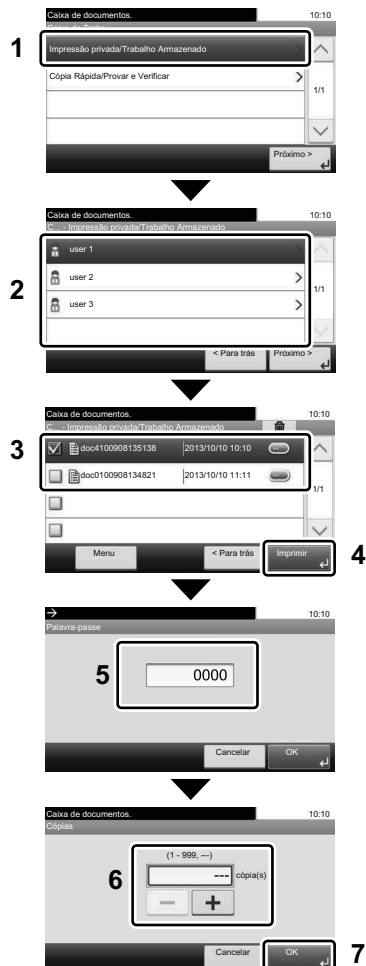 Caixa de documentos. 10:10
Caixa de Trab.
1
Impressão privada/Trabalho Armazenado
Cópia Rápida/Provar e Verificar
1/1
Próximo >
Caixa de documentos. 10:10
C... - Impressão privada/Trabalho Armazenado
user 1
2
user 2
1/1
user 3
< Para trás Próximo >
Caixa de documentos. 10:10
C... - Impressão privada/Trabalho Armazenado
3
doc4100908135138 2013/10/10 10:10
doc0100908134821 2013/10/10 11:11
1/1
Menu < Para trás Imprimir
4
10:10
Palavra-passe
5
0000
Cancelar OK
Caixa de documentos. 10:10
Cópias
(1 - 999, ---)
6
--- cópia(s)
Cancelar OK
7